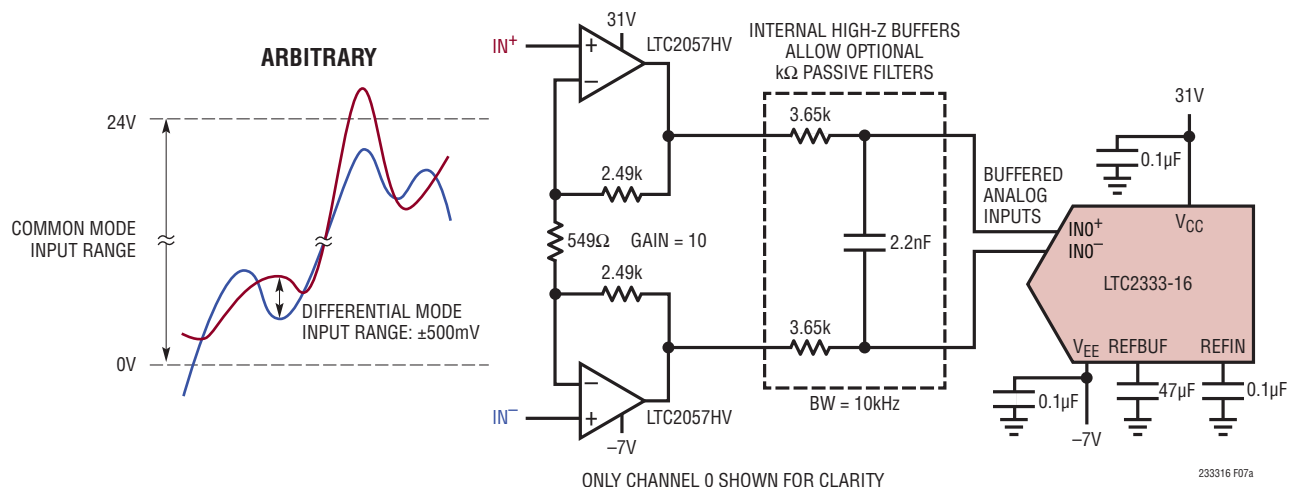 ARBITRARY
24V
COMMON MODE
INPUT RANGE
0V
DIFFERENTIAL MODE
INPUT RANGE: ±500mV
IN+
31V
LTC2057HV
+
–
2.49k
549Ω
GAIN = 10
2.49k
–
+
IN–
LTC2057HV
–7V
INTERNAL HIGH-Z BUFFERS
ALLOW OPTIONAL
kΩ PASSIVE FILTERS
3.65k
2.2nF
3.65k
BW = 10kHz
BUFFERED
ANALOG
INPUTS
31V
0.1µF
VCC
IN0+
IN0–
LTC2333-16
VEE
REFBUF
REFIN
0.1µF
–7V
47µF
0.1µF
ONLY CHANNEL 0 SHOWN FOR CLARITY
233316 F07a